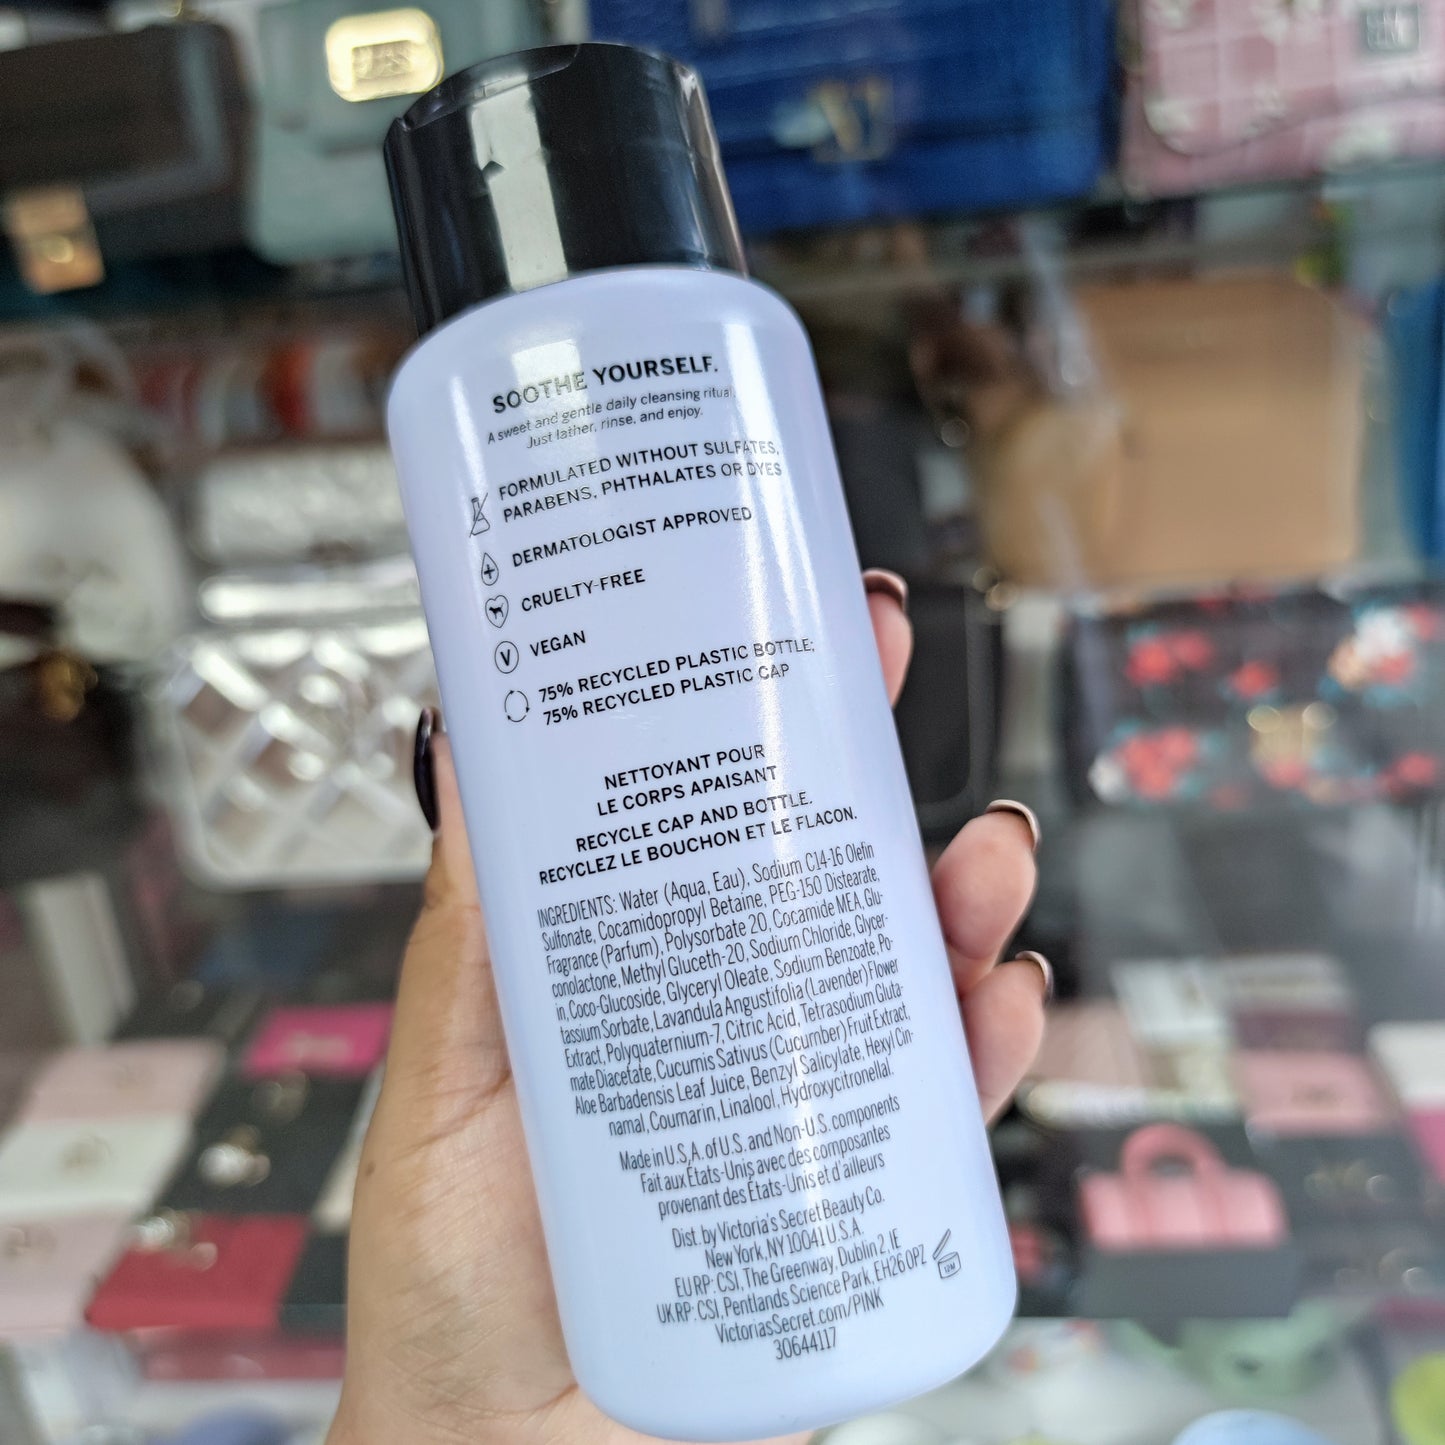 SOOTHE YOURSELF.
A sweet and gentle daily cleansing ritual.
Just lather, rinse, and enjoy.
FORMULATED WITHOUT SULFATES,
PARABENS, PHTHALATES OR DYES
DERMATOLOGIST APPROVED
CRUELTY-FREE
V VEGAN
75% RECYCLED PLASTIC BOTTLE;
75% RECYCLED PLASTIC CAP
NETTOYANT POUR
LE CORPS APAISANT
RECYCLE CAP AND BOTTLE.
RECYCLEZ LE BOUCHON ET LE FLACON.
INGREDIENTS: Water (Aqua, Eau), Sodium C14-16 Olefin
Sulfonate, Cocamidopropyl Betaine, PEG-150 Distearate,
Fragrance (Parfum), Polysorbate 20, Cocamide MEA, Glu-
conolactone, Methyl Gluceth-20, Sodium Chloride, Glycer-
in, Coco-Glucoside, Glyceryl Oleate, Sodium Benzoate, Po-
tassium Sorbate, Lavandula Angustifolia (Lavender) Flower
Extract, Polyquaternium-7, Citric Acid, Tetrasodium Gluta-
mate Diacetate, Cucumis Sativus (Cucumber) Fruit Extract,
Aloe Barbadensis Leaf Juice, Benzyl Salicylate, Hexyl Cin-
namal, Coumarin, Linalool, Hydroxycitronellal.
Made in U.S.A. of U.S. and Non-U.S. components
Fait aux États-Unis avec des composantes
provenant des États-Unis et d'ailleurs
Dist. by Victoria's Secret Beauty Co.
New York, NY 10041 U.S.A.
EU RP: CSI, The Greenway, Dublin 2, IE
UK RP: CSI, Pentlands Science Park, EH26 0PZ
12M
VictoriasSecret.com/PINK
30644117